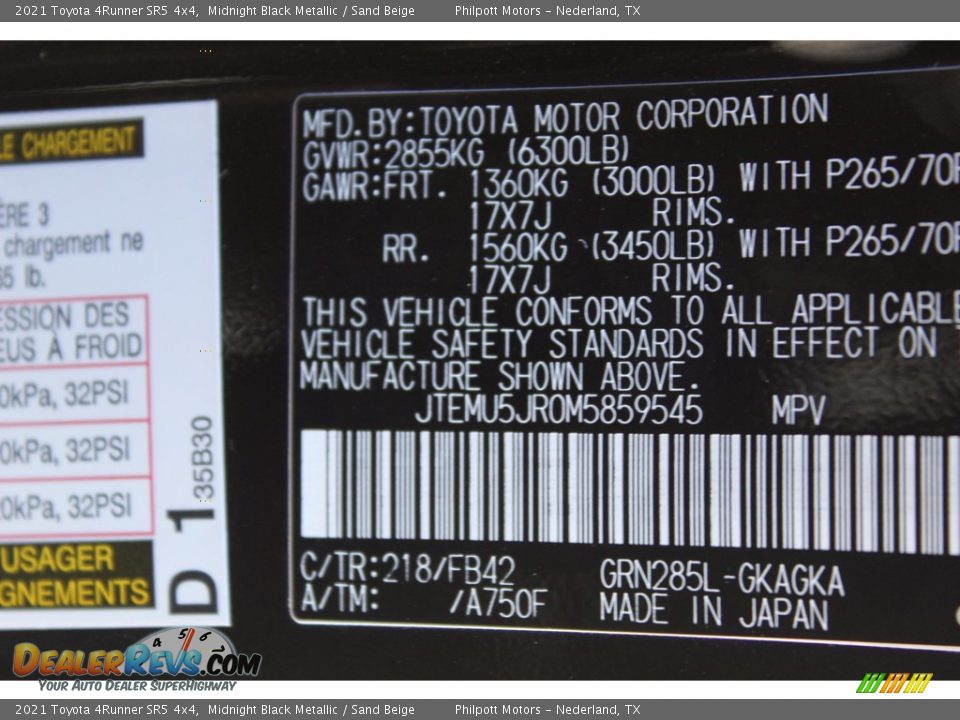 2021 Toyota 4Runner SR5 4x4, Midnight Black Metallic / Sand Beige Philpott Motors – Nederland, TX
LE CHARGEMENT
ÈRE 3
chargement ne
65 lb.
ESSION DES
EUS À FROID
0kPa, 32PSI
0kPa, 32PSI
0kPa, 32PSI
USAGER
GNEMENTS
D 1
35B30
MFD.BY:TOYOTA MOTOR CORPORATION
GVWR:2855KG (6300LB)
GAWR:FRT. 1360KG (3000LB) WITH P265/70R
17X7J RIMS.
RR. 1560KG (3450LB) WITH P265/70R
17X7J RIMS.
THIS VEHICLE CONFORMS TO ALL APPLICABLE
VEHICLE SAFETY STANDARDS IN EFFECT ON
MANUFACTURE SHOWN ABOVE.
JTEMU5JR0M5859545 MPV
C/TR:218/FB42 GRN285L-GKAGKA
A/TM: /A750F MADE IN JAPAN
4 5 6
DEALERREVS.COM
YOUR AUTO DEALER SUPERHIGHWAY
2021 Toyota 4Runner SR5 4x4, Midnight Black Metallic / Sand Beige Philpott Motors – Nederland, TX